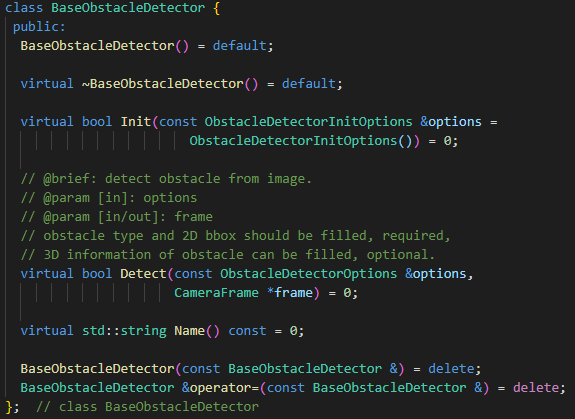 class BaseObstacleDetector {
 public:
  BaseObstacleDetector() = default;

  virtual ~BaseObstacleDetector() = default;

  virtual bool Init(const ObstacleDetectorInitOptions &options =
                        ObstacleDetectorInitOptions()) = 0;

  // @brief: detect obstacle from image.
  // @param [in]: options
  // @param [in/out]: frame
  // obstacle type and 2D bbox should be filled, required,
  // 3D information of obstacle can be filled, optional.
  virtual bool Detect(const ObstacleDetectorOptions &options,
                      CameraFrame *frame) = 0;

  virtual std::string Name() const = 0;

  BaseObstacleDetector(const BaseObstacleDetector &) = delete;
  BaseObstacleDetector &operator=(const BaseObstacleDetector &) = delete;
};  // class BaseObstacleDetector